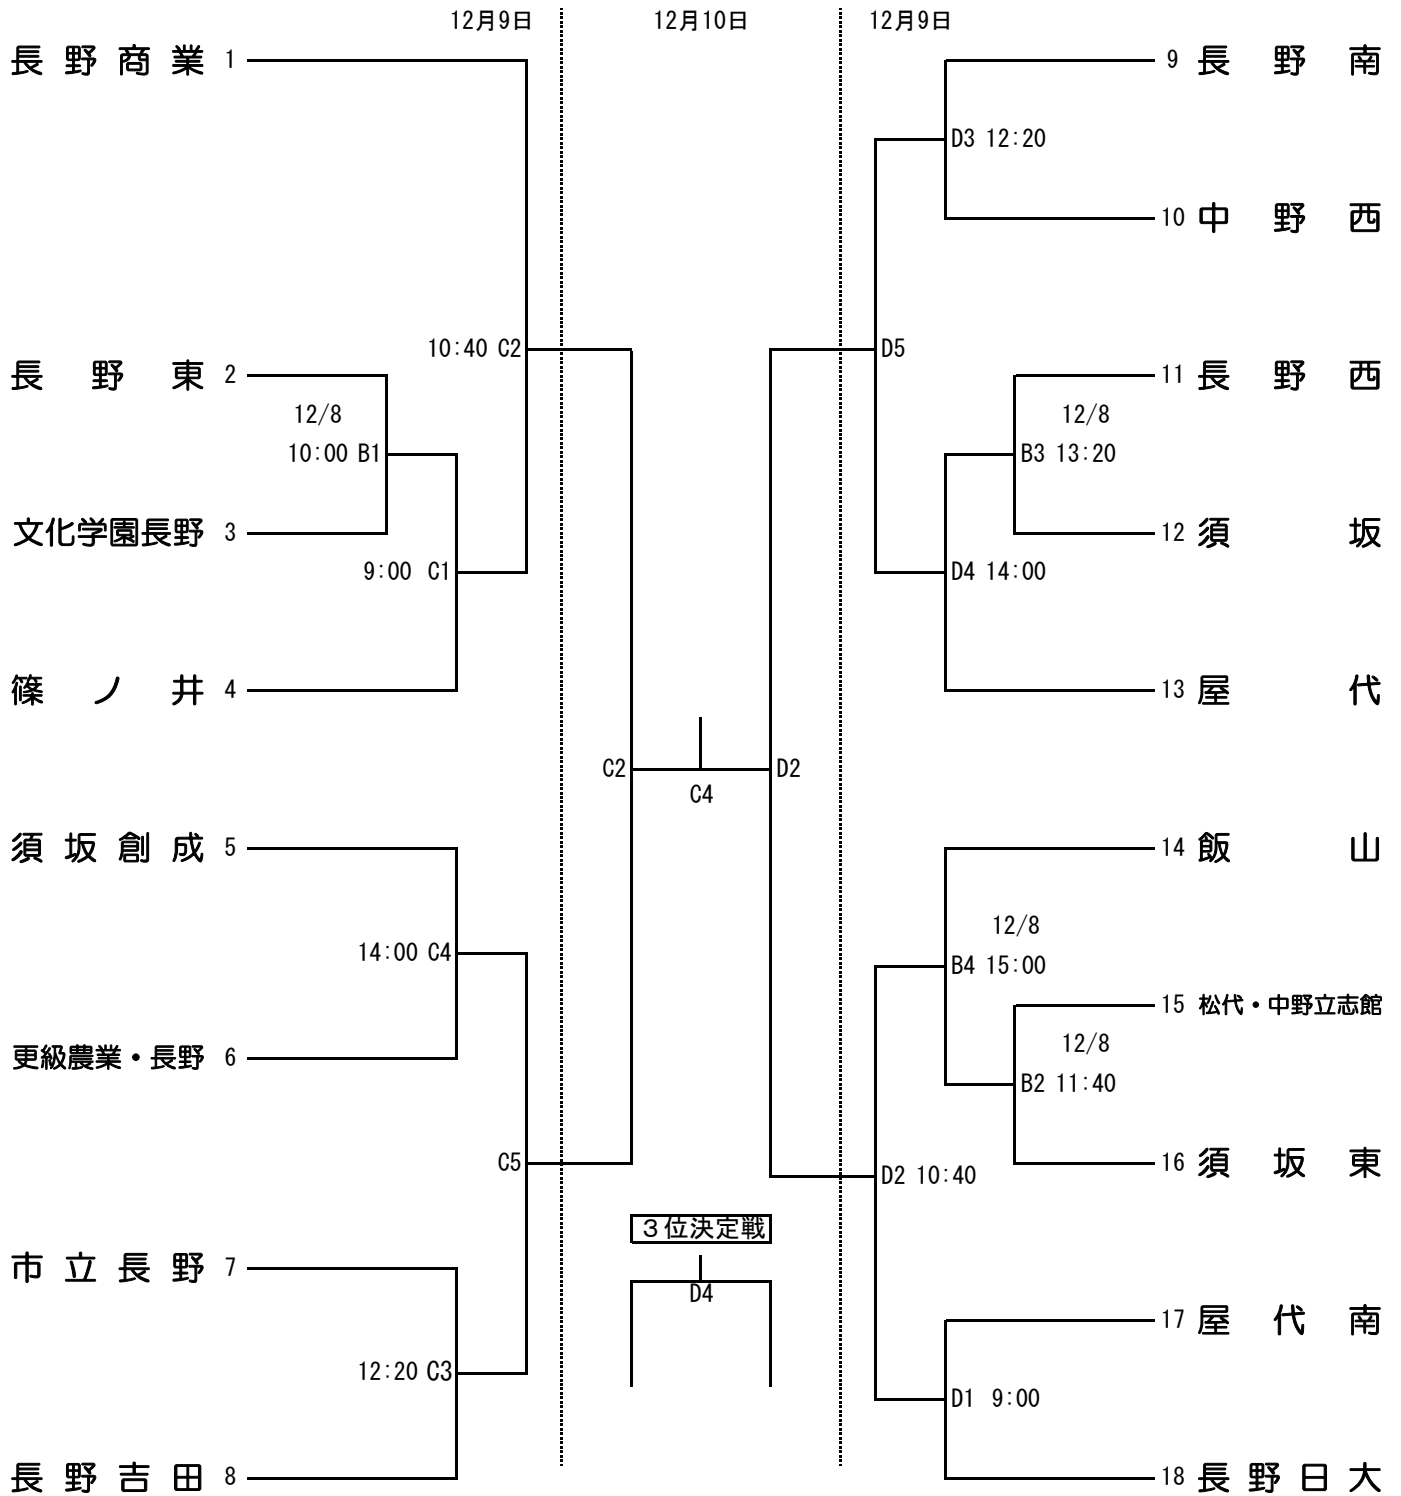 12月9日
12月10日
12月9日
長野商業 1
10:40 C2
長野東 2
12/8
10:00 B1
文化学園長野 3
9:00 C1
篠ノ井 4
須坂創成 5
14:00 C4
更級農業・長野 6
C5
市立長野 7
12:20 C3
長野吉田 8
C2
D2
C4
３位決定戦
D4
9 長野南
D3 12:20
10 中野西
D5
11 長野西
12/8
B3 13:20
12 須坂
D4 14:00
13 屋代
14 飯山
12/8
B4 15:00
15 松代・中野立志館
12/8
B2 11:40
16 須坂東
D2 10:40
17 屋代南
D1 9:00
18 長野日大